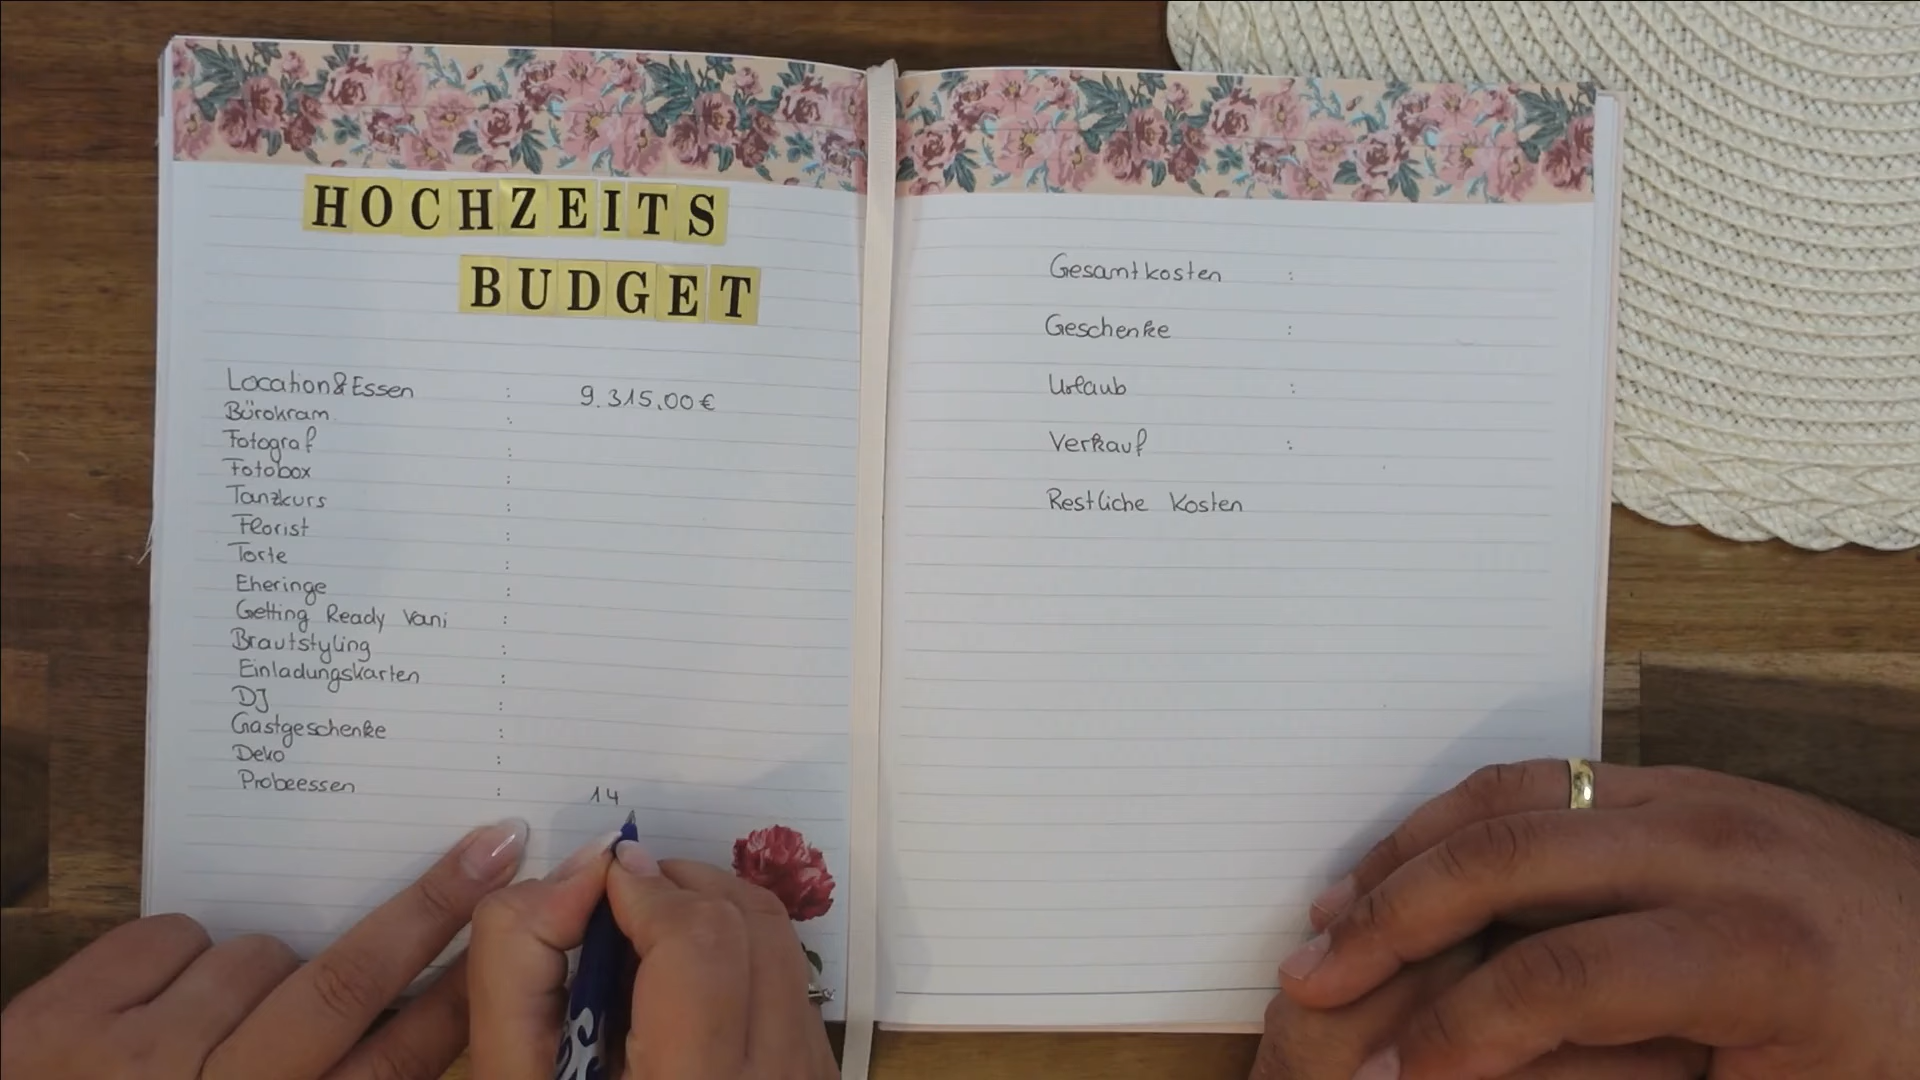 HOCHZEITS
BUDGET
Location&Essen : 9.315,00€
Bürokram :
Fotograf :
Fotobox :
Tanzkurs :
Florist :
Torte :
Eheringe :
Getting Ready Vani :
Brautstyling :
Einladungskarten :
DJ :
Gastgeschenke :
Deko :
Probeessen : 14
Gesamtkosten :
Geschenke :
Urlaub :
Verkauf :
Restliche Kosten